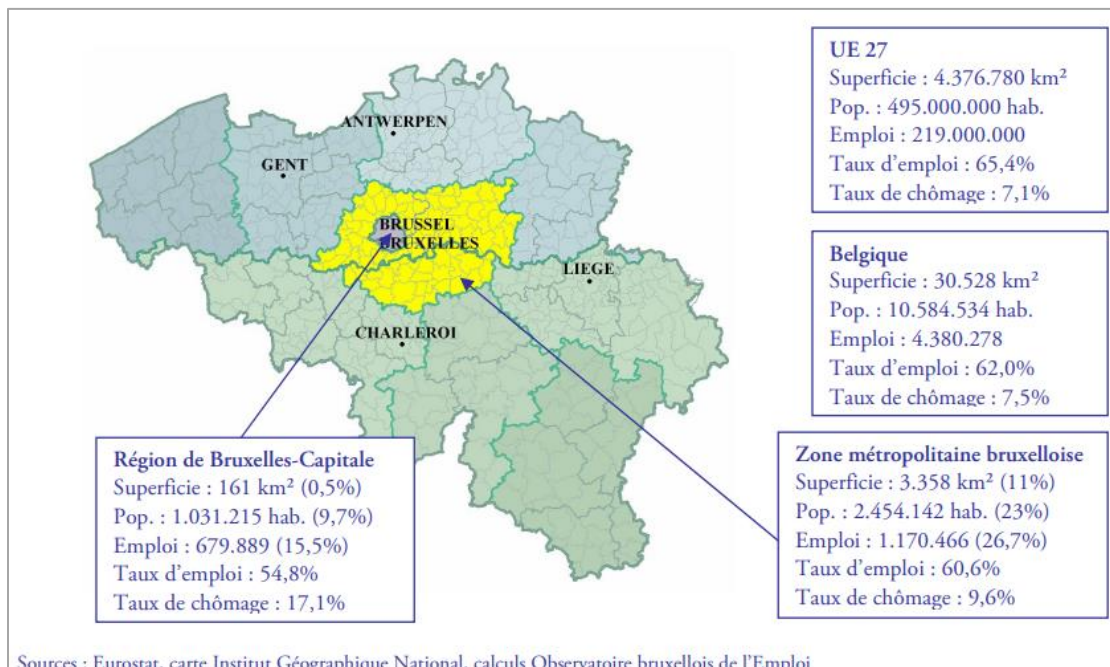 UE 27
Superficie : 4.376.780 km²
Pop. : 495.000.000 hab.
Emploi : 219.000.000
Taux d'emploi : 65,4%
Taux de chômage : 7,1%
ANTWERPEN
GENT
BRUSSEL
BRUXELLES
LIEGE
CHARLEROI
Belgique
Superficie : 30.528 km²
Pop. : 10.584.534 hab.
Emploi : 4.380.278
Taux d'emploi : 62,0%
Taux de chômage : 7,5%
Région de Bruxelles-Capitale
Superficie : 161 km² (0,5%)
Pop. : 1.031.215 hab. (9,7%)
Emploi : 679.889 (15,5%)
Taux d'emploi : 54,8%
Taux de chômage : 17,1%
Zone métropolitaine bruxelloise
Superficie : 3.358 km² (11%)
Pop. : 2.454.142 hab. (23%)
Emploi : 1.170.466 (26,7%)
Taux d'emploi : 60,6%
Taux de chômage : 9,6%
Sources : Eurostat, carte Institut Géographique National, calculs Observatoire bruxellois de l'Emploi